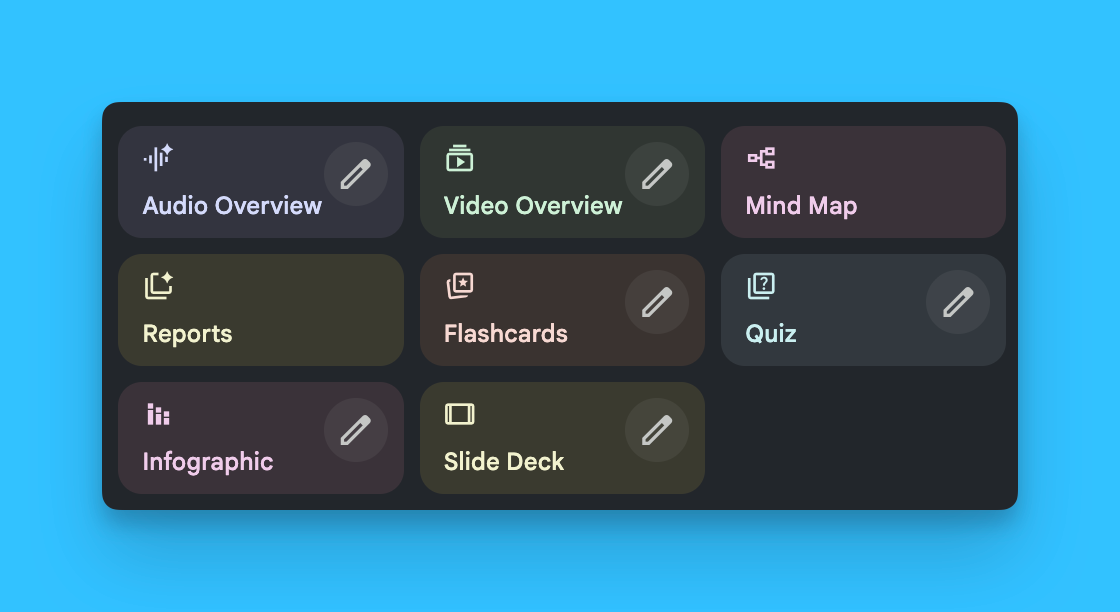 Audio Overview
Video Overview
Mind Map
Reports
Flashcards
Quiz
Infographic
Slide Deck